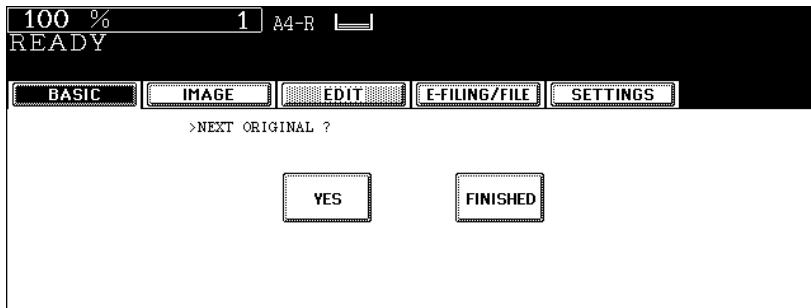 100 % 1 A4-R
READY
BASIC IMAGE EDIT E-FILING/FILE SETTINGS
>NEXT ORIGINAL ?
YES FINISHED